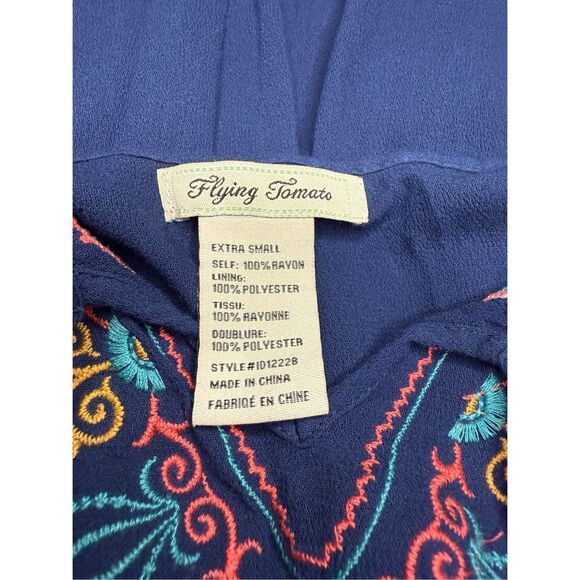 Flying Tomato
EXTRA SMALL
SELF: 100%RAYON
LINING:
100%POLYESTER
TISSU:
100%RAYONNE
DOUBLURE:
100%POLYESTER
STYLE#ID1222B
MADE IN CHINA
FABRIQÉ EN CHINE